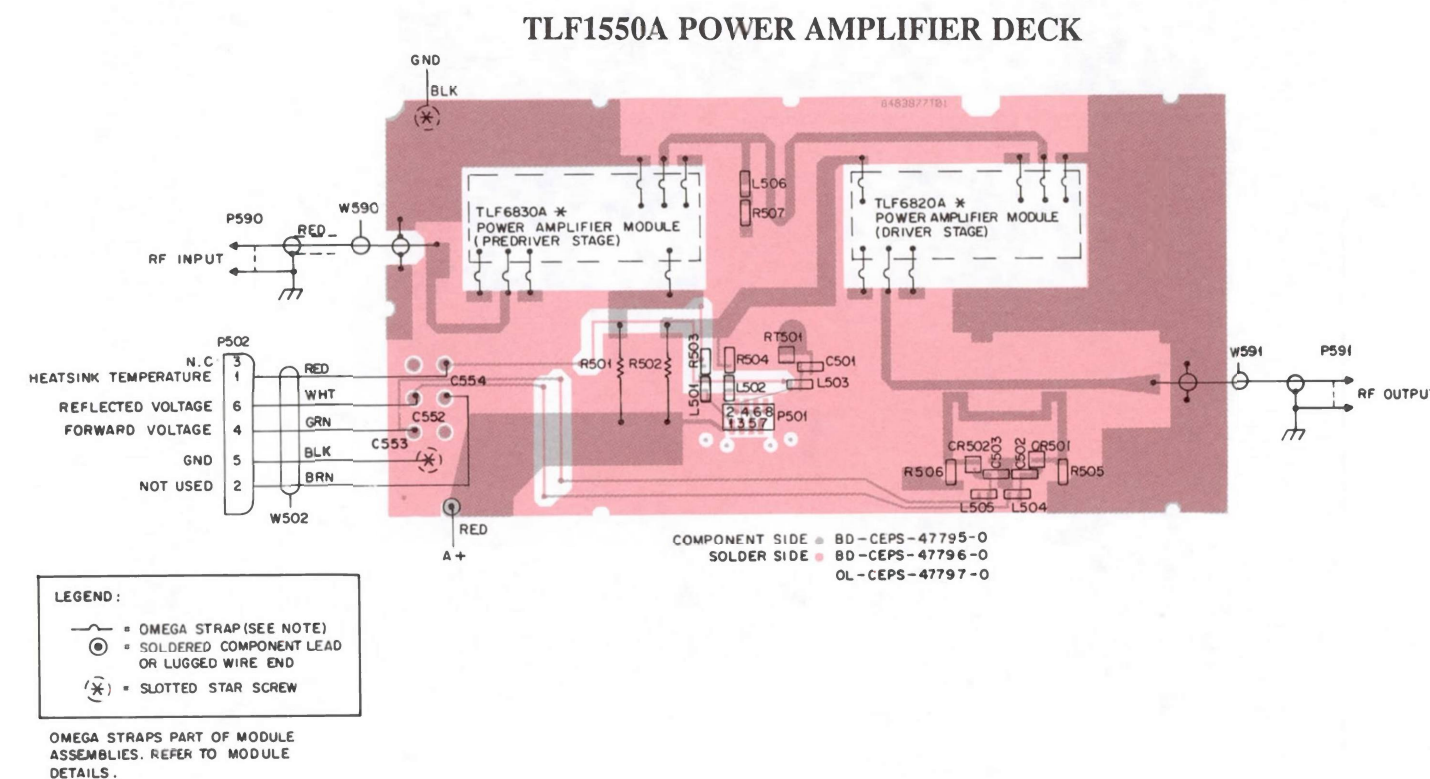 TLF1550A POWER AMPLIFIER DECK
GND
BLK
8483877T01
L506
R507
TLF6830A *
POWER AMPLIFIER MODULE
(PREDRIVER STAGE)
TLF6820A *
POWER AMPLIFIER MODULE
(DRIVER STAGE)
P590
W590
RED
RF INPUT
P502
N.C 3
HEATSINK TEMPERATURE 1
RED
REFLECTED VOLTAGE 6
WHT
FORWARD VOLTAGE 4
GRN
GND 5
BLK
NOT USED 2
BRN
W502
C554
C552
C553
RED
A+
R501
R502
R503
R504
L501
L502
RT501
C501
L503
2 4 6 8
1 3 5 7
P501
W591
P591
RF OUTPUT
CR502
C503
C502
CR501
R506
R505
L505
L504
COMPONENT SIDE BD-CEPS-47795-0
SOLDER SIDE BD-CEPS-47796-0
OL-CEPS-47797-0
LEGEND:
= OMEGA STRAP (SEE NOTE)
= SOLDERED COMPONENT LEAD
OR LUGGED WIRE END
= SLOTTED STAR SCREW
OMEGA STRAPS PART OF MODULE
ASSEMBLIES. REFER TO MODULE
DETAILS.